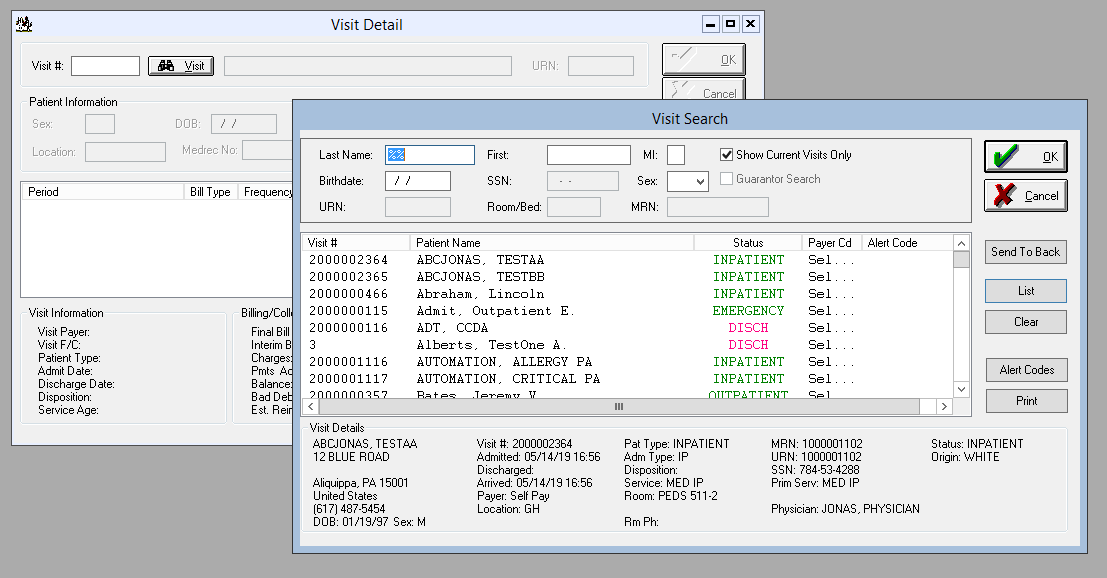 Visit Detail
Visit #: Visit URN: OK
Cancel
Patient Information
Sex: DOB: / /
Location: Medrec No:
Period Bill Type Frequency
Visit Information
Visit Payer:
Visit F/C:
Patient Type:
Admit Date:
Discharge Date:
Disposition:
Service Age:
Billing/Colle
Final Bill
Interim B
Charges:
Pmts Ac
Balance:
Bad Deb
Est. Reim
Visit Search
Last Name: %% First: MI: Show Current Visits Only
Birthdate: / / SSN: - - Sex: Guarantor Search
URN: Room/Bed: MRN:
OK
Cancel
Send To Back
List
Clear
Alert Codes
Print
Visit # Patient Name Status Payer Cd Alert Code
2000002364 ABCJONAS, TESTAA INPATIENT Sel...
2000002365 ABCJONAS, TESTBB INPATIENT Sel...
2000000466 Abraham, Lincoln INPATIENT Sel...
2000000115 Admit, Outpatient E. EMERGENCY Sel...
2000000116 ADT, CCDA DISCH Sel...
3 Alberts, TestOne A. DISCH Sel...
2000001116 AUTOMATION, ALLERGY PA INPATIENT Sel...
2000001117 AUTOMATION, CRITICAL PA INPATIENT Sel...
2000000357 Bates, Jeremy V. OUTPATIENT Sel...
Visit Details
ABCJONAS, TESTAA Visit #: 2000002364 Pat Type: INPATIENT MRN: 1000001102 Status: INPATIENT
12 BLUE ROAD Admitted: 05/14/19 16:56 Adm Type: IP URN: 1000001102 Origin: WHITE
Discharged: Disposition: SSN: 784-53-4288
Aliquippa, PA 15001 Arrived: 05/14/19 16:56 Service: MED IP Prim Serv: MED IP
United States Payer: Self Pay Room: PEDS 511-2
(617) 487-5454 Location: GH Physician: JONAS, PHYSICIAN
DOB: 01/19/97 Sex: M Rm Ph: